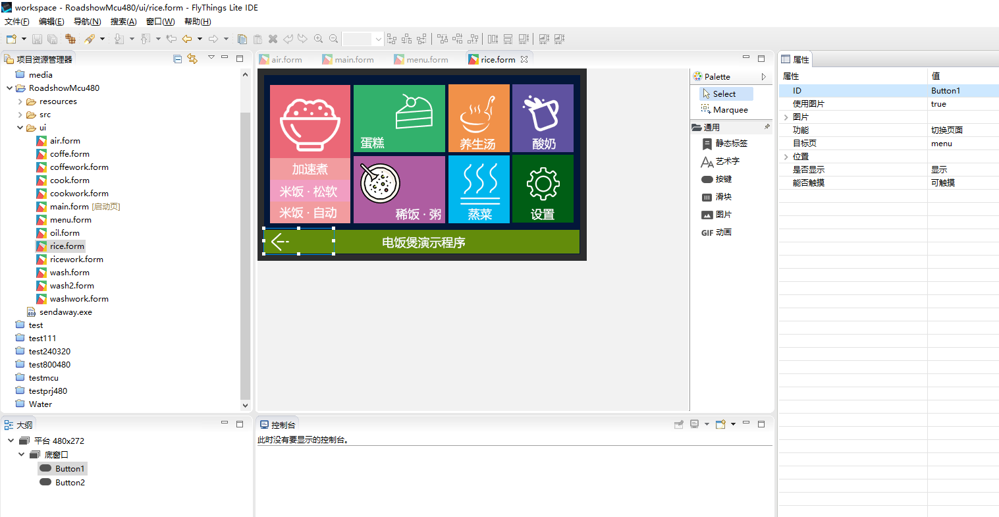 workspace - RoadshowMcu480/ui/rice.form - FlyThings Lite IDE
文件(F) 编辑(E) 导航(N) 搜索(A) 窗口(W) 帮助(H)
项目资源管理器
media
RoadshowMcu480
resources
src
ui
air.form
coffe.form
coffework.form
cook.form
cookwork.form
main.form [启动页]
menu.form
oil.form
rice.form
ricework.form
wash.form
wash2.form
washwork.form
sendaway.exe
test
test111
test240320
test800480
testmcu
testprj480
Water
大纲
平台 480x272
底窗口
Button1
Button2
air.form main.form menu.form rice.form
加速煮
米饭 · 松软
米饭 · 自动
蛋糕
养生汤
酸奶
稀饭 · 粥
蒸菜
设置
电饭煲演示程序
Palette
Select
Marquee
通用
静态标签
艺术字
按键
滑块
图片
GIF 动画
控制台
此时没有要显示的控制台。
属性
属性 值
ID Button1
使用图片 true
图片
功能 切换页面
目标页 menu
位置
是否显示 显示
能否触摸 可触摸